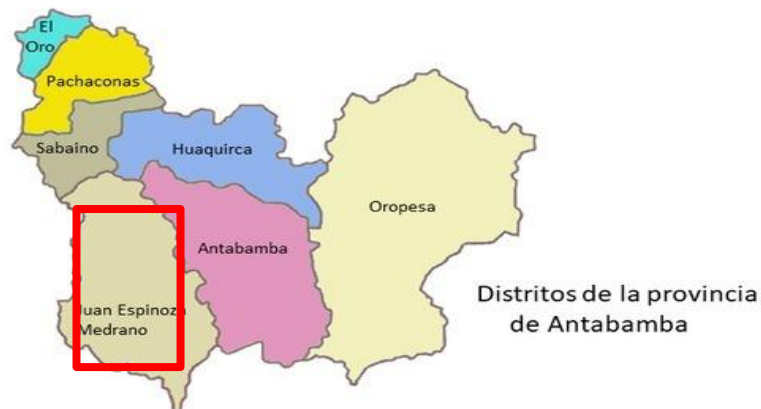 El
Oro
Pachaconas
Sabaino
Huaquirca
Oropesa
Antabamba
Juan Espinoza
Medrano
Distritos de la provincia
de Antabamba